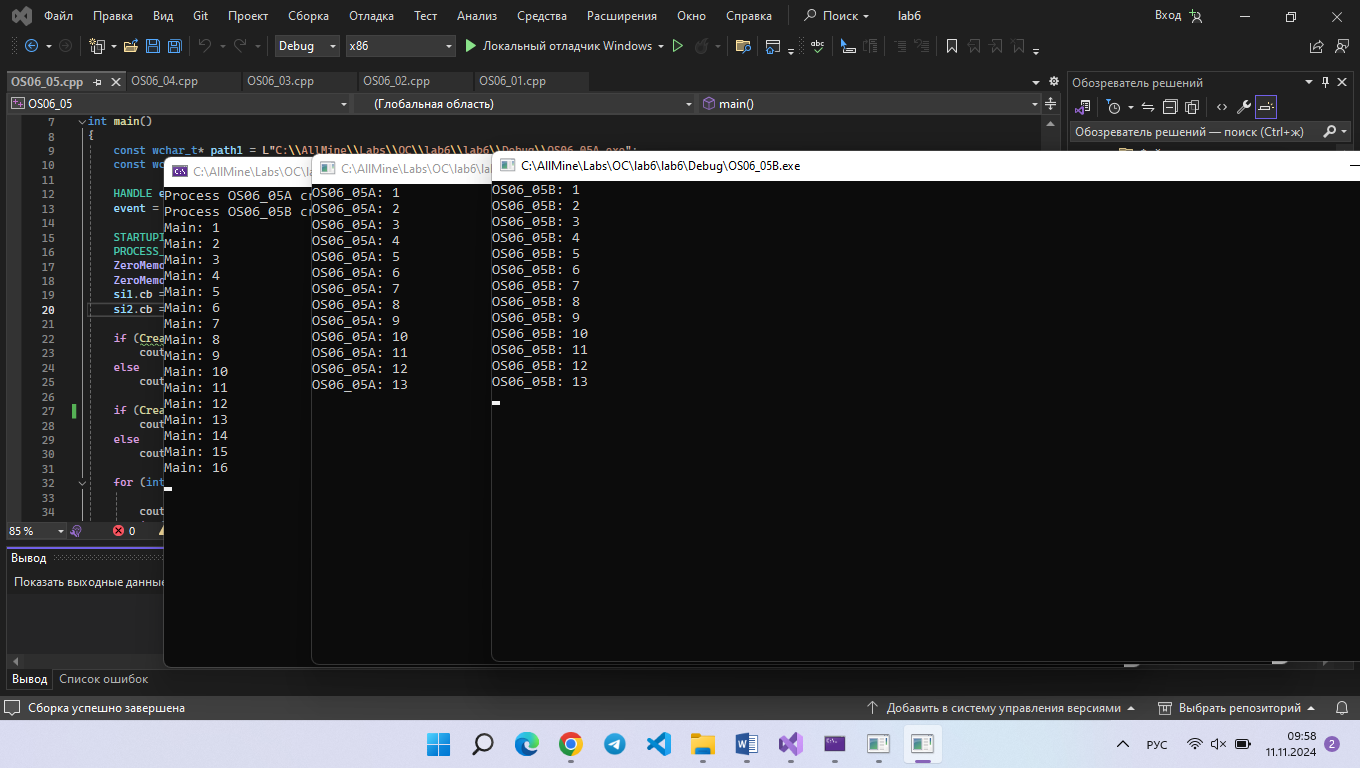 Файл Правка Вид Git Проект Сборка Отладка Тест Анализ Средства Расширения Окно Справка Поиск lab6 Вход
Debug x86 Локальный отладчик Windows
OS06_05.cpp OS06_04.cpp OS06_03.cpp OS06_02.cpp OS06_01.cpp
OS06_05 (Глобальная область) main()
7 int main()
8 {
9 const wchar_t* path1 = L"C:\\AllMine\\Labs\\OC\\lab6\\lab6\\Debug\\OS06_05A.exe";
10 const wc
11
12 HANDLE e
13 event =
14
15 STARTUPI
16 PROCESS_
17 ZeroMemo
18 ZeroMemo
19 si1.cb =
20 si2.cb =
21
22 if (Crea
23 cout
24 else
25 cout
26
27 if (Crea
28 cout
29 else
30 cout
31
32 for (int
33
34 cout
85 % 0
Вывод
Показать выходные данные
Вывод Список ошибок
C:\AllMine\Labs\OC\la
Process OS06_05A cr
Process OS06_05B cr
Main: 1
Main: 2
Main: 3
Main: 4
Main: 5
Main: 6
Main: 7
Main: 8
Main: 9
Main: 10
Main: 11
Main: 12
Main: 13
Main: 14
Main: 15
Main: 16
C:\AllMine\Labs\OC\lab6\la
OS06_05A: 1
OS06_05A: 2
OS06_05A: 3
OS06_05A: 4
OS06_05A: 5
OS06_05A: 6
OS06_05A: 7
OS06_05A: 8
OS06_05A: 9
OS06_05A: 10
OS06_05A: 11
OS06_05A: 12
OS06_05A: 13
C:\AllMine\Labs\OC\lab6\lab6\Debug\OS06_05B.exe
OS06_05B: 1
OS06_05B: 2
OS06_05B: 3
OS06_05B: 4
OS06_05B: 5
OS06_05B: 6
OS06_05B: 7
OS06_05B: 8
OS06_05B: 9
OS06_05B: 10
OS06_05B: 11
OS06_05B: 12
OS06_05B: 13
Обозреватель решений
Обозреватель решений — поиск (Ctrl+ж)
Сборка успешно завершена Добавить в систему управления версиями Выбрать репозиторий
РУС 09:58
11.11.2024 2